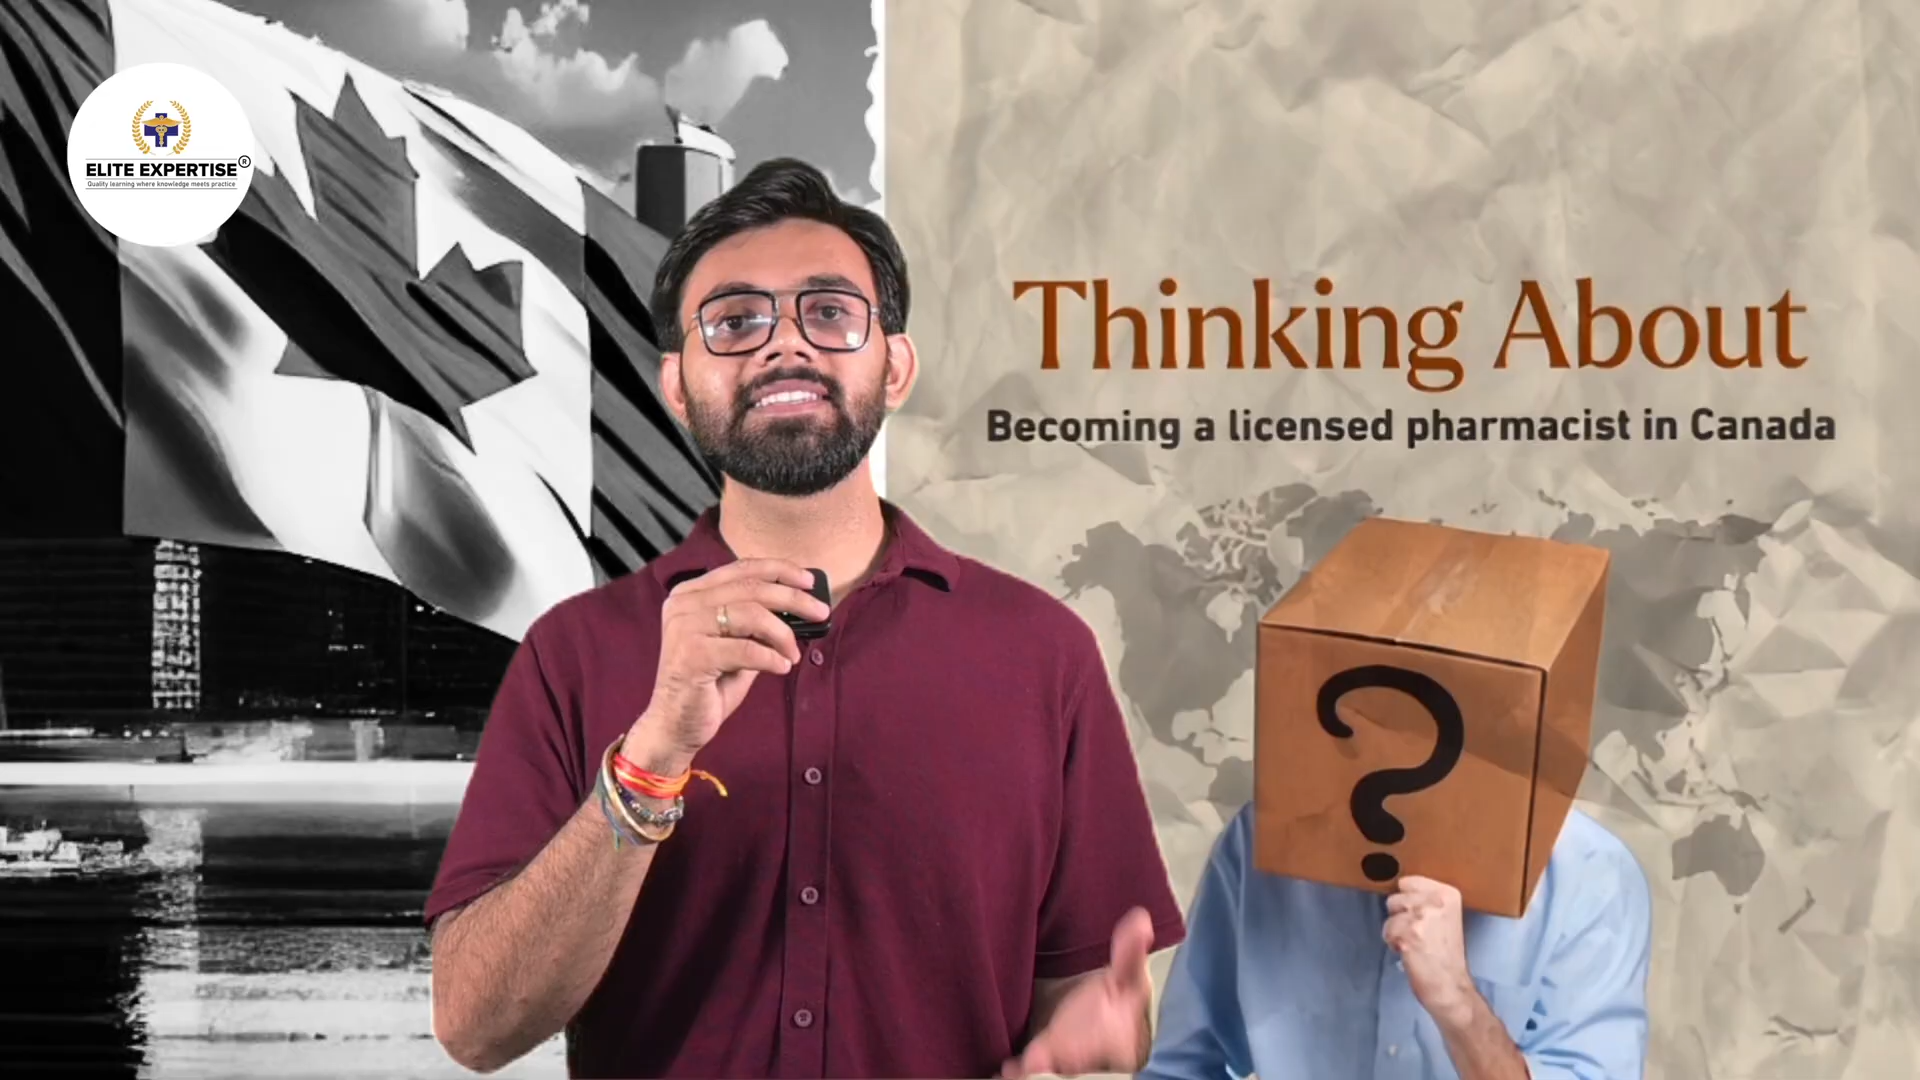 ELITE EXPERTISE®
Quality learning where knowledge meets practice
Thinking About
Becoming a licensed pharmacist in Canada
?